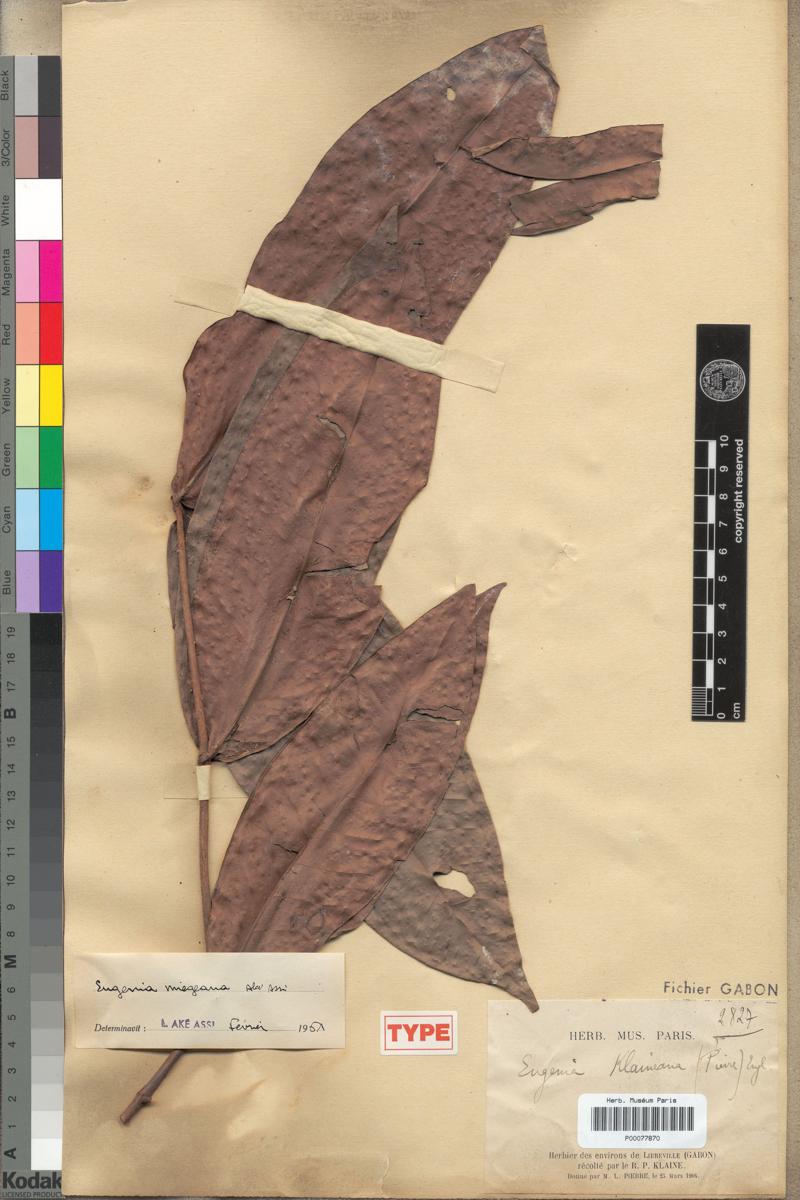 Black
3/Color
White
Magenta
Red
Yellow
Green
Cyan
Blue
19
18
17
B
15
14
13
12
11
10
9
8
M
6
5
4
3
2
1
A
Kodak
LICENSED PRODUCT
0 1 2 3 4 5 6 7 8 9 10
cm
copyright reserved
Eugenia miegeana Aké Assi
Determinavit : L. AKÉ ASSI Février 1961
TYPE
Fichier GABON
2827
HERB. MUS. PARIS.
Eugenia Klaineana (Pierre) Engl
Herb. Muséum Paris
P00077870
Herbier des environs de LIBREVILLE (GABON)
récolté par le R. P. KLAINE.
Donné par M. L. PIERRE, le 25 Mars 1906.